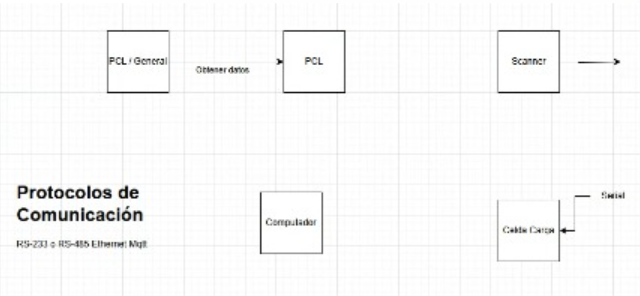 PCL / General
Obtener datos
PCL
Scanner
Protocolos de
Comunicación
RS-233 o RS-485 Ethernet Mqtt
Computador
Celda Carga
Serial